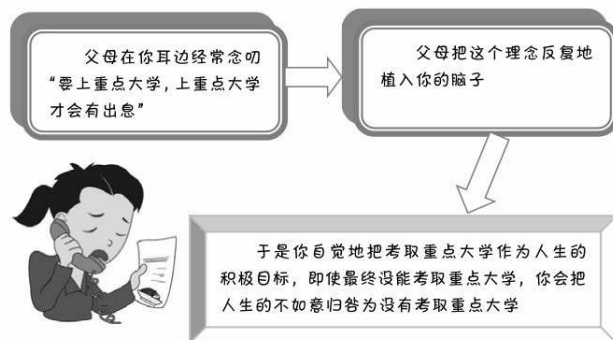 父母在你耳边经常念叨
“要上重点大学，上重点大学
才会有出息”
父母把这个理念反复地
植入你的脑子
于是你自觉地把考取重点大学作为人生的
积极目标，即使最终没能考取重点大学，你会把
人生的不如意归咎为没有考取重点大学